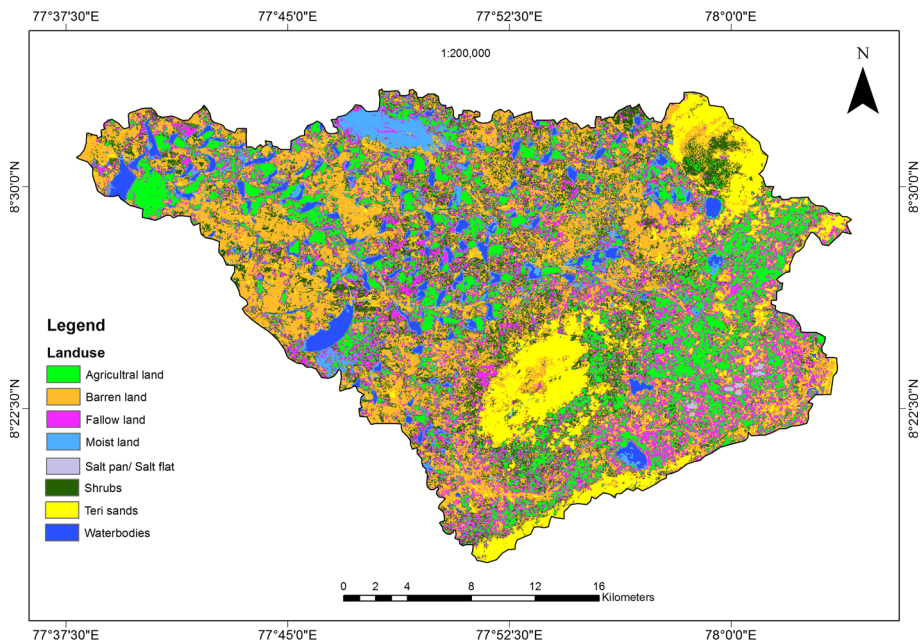 77°37'30"E 77°45'0"E 77°52'30"E 78°0'0"E
1:200,000
N
8°30'0"N 8°30'0"N
Legend
Landuse
Agricultral land
Barren land
Fallow land
Moist land
Salt pan/ Salt flat
Shrubs
Teri sands
Waterbodies
8°22'30"N 8°22'30"N
0 2 4 8 12 16
Kilometers
77°37'30"E 77°45'0"E 77°52'30"E 78°0'0"E